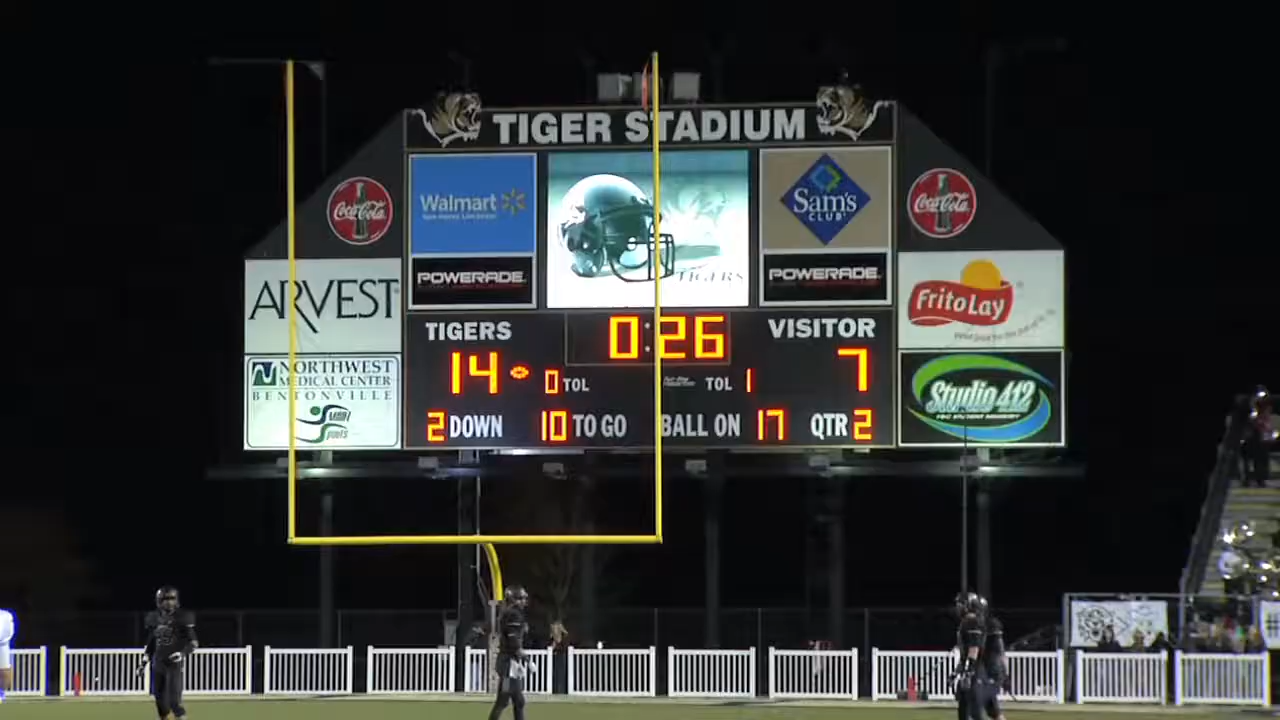 TIGER STADIUM
Coca-Cola
Walmart
Sam's
CLUB
Coca-Cola
TIGERS
POWERADE
POWERADE
ARVEST
FritoLay
TIGERS
0:26
VISITOR
14
0 TOL
TOL 1
7
2 DOWN
10 TO GO
BALL ON 17
QTR 2
NORTHWEST
MEDICAL CENTER
BENTONVILLE
Studio 412